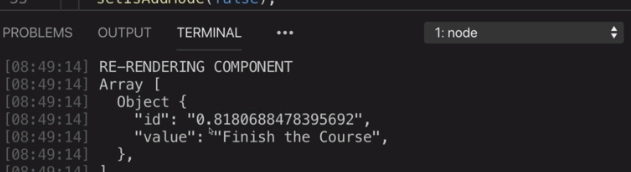 setIsAddMode(false);
PROBLEMS OUTPUT TERMINAL ••• 1: node
[08:49:14] RE-RENDERING COMPONENT
[08:49:14] Array [
[08:49:14] Object {
[08:49:14] "id": "0.8180688478395692",
[08:49:14] "value": "Finish the Course",
[08:49:14] },
[08:49:14] ]